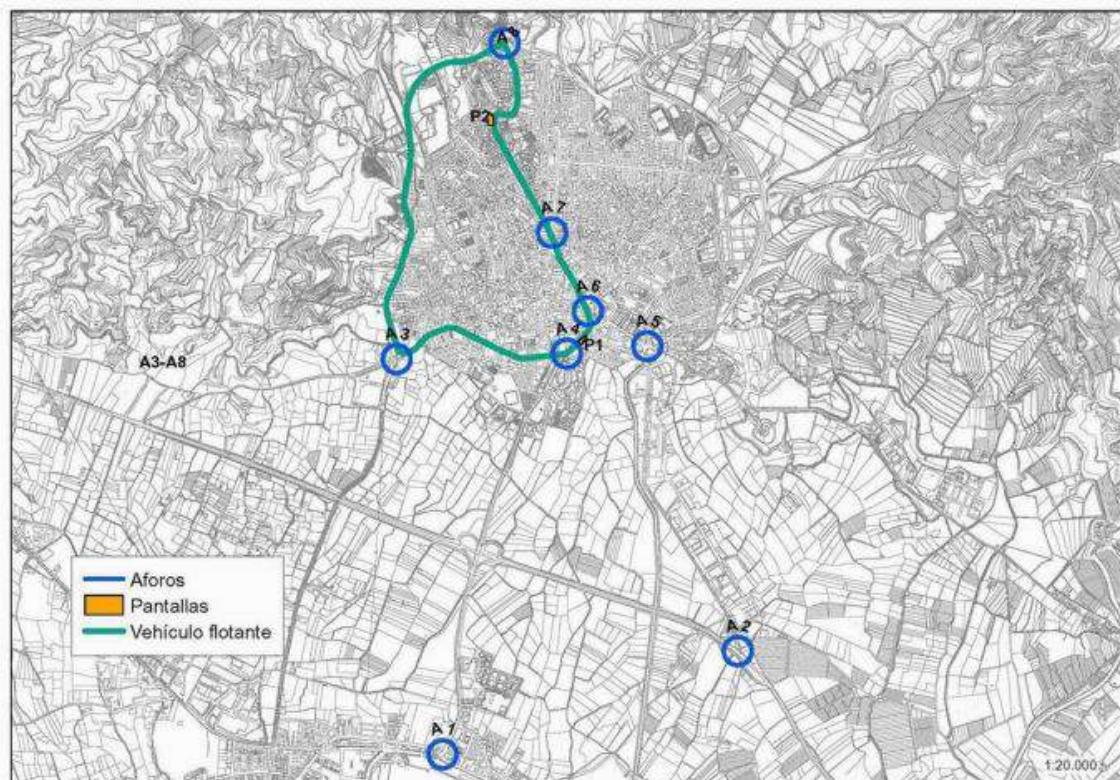 A 8
P2
A 7
A 6
A 3
A 4
A 5
P1
A3-A8
Aforos
Pantallas
Vehículo flotante
A 2
A 1
1:20.000